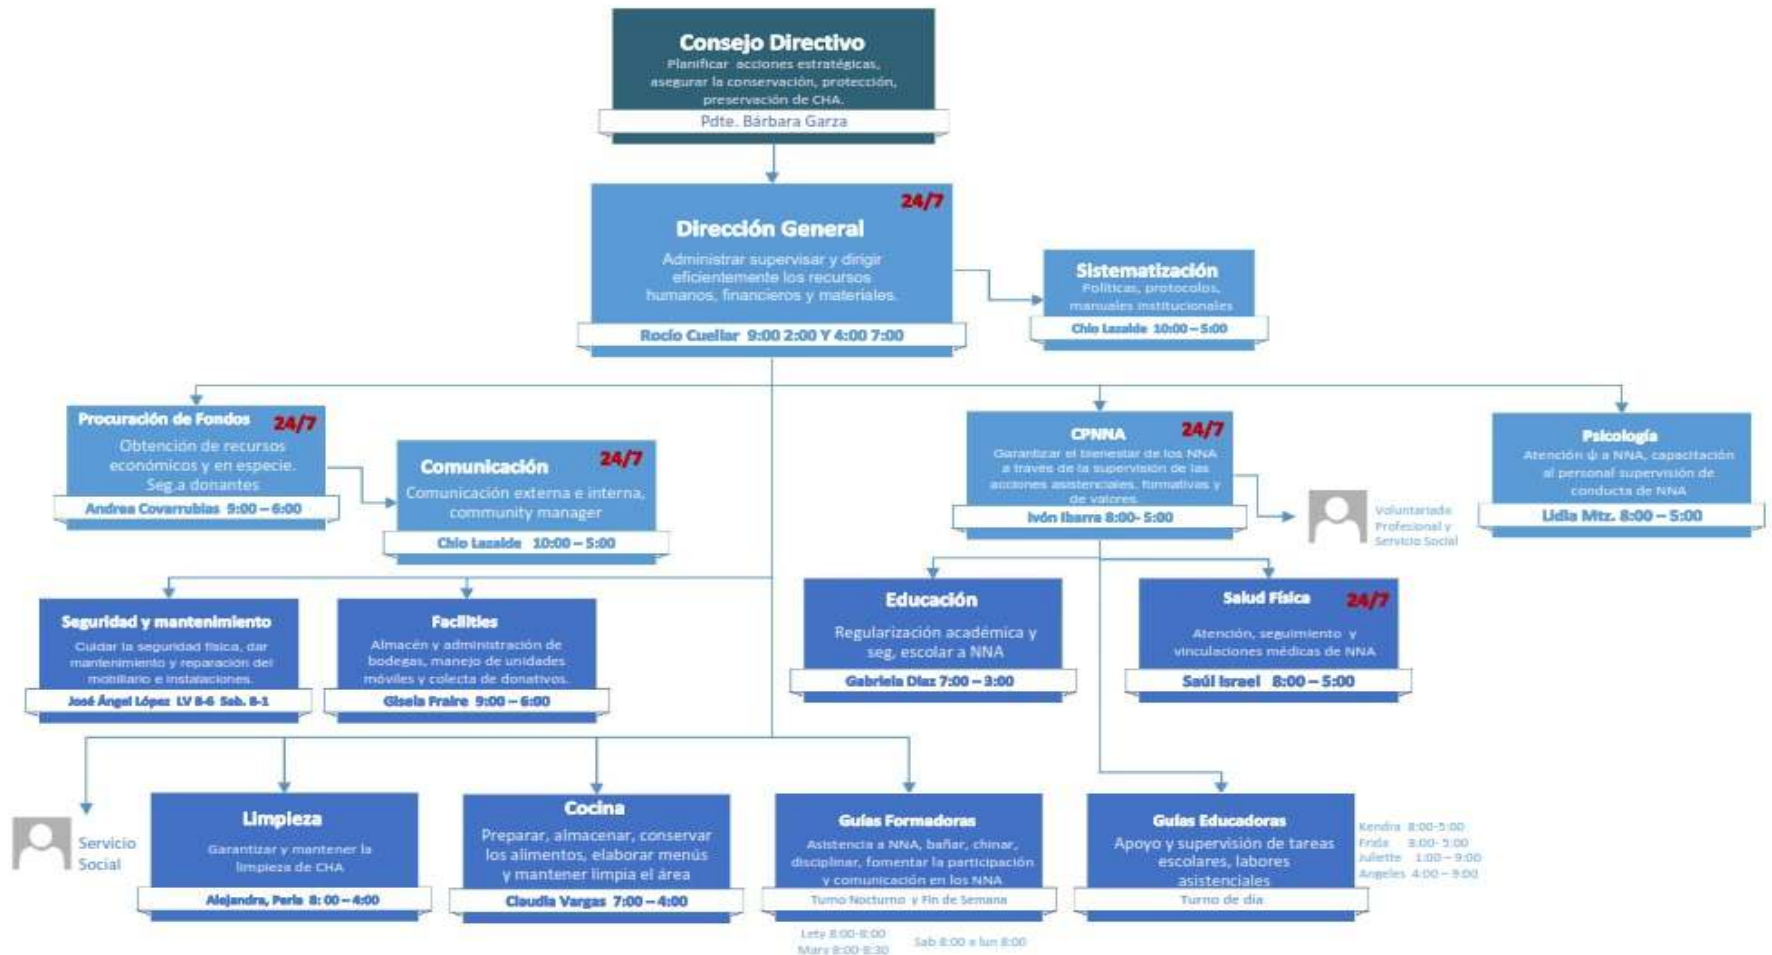 Consejo Directivo
Planificar acciones estratégicas,
asegurar la conservación, protección,
preservación de CHA.
Pdte. Bárbara Garza
24/7
Dirección General
Administrar supervisar y dirigir
eficientemente los recursos
humanos, financieros y materiales.
Rocío Cuellar 9:00 2:00 Y 4:00 7:00
Sistematización
Políticas, protocolos,
manuales institucionales
Chio Lazalde 10:00 – 5:00
Procuración de Fondos 24/7
Obtención de recursos
económicos y en especie.
Seg.a donantes
Andrea Covarrubias 9:00 – 6:00
Comunicación 24/7
Comunicación externa e interna,
community manager
Chio Lazalde 10:00 – 5:00
CPNNA 24/7
Garantizar el bienestar de los NNA
a través de la supervisión de las
acciones asistenciales, formativas y
de valores.
Ivón Ibarra 8:00- 5:00
Voluntariado
Profesional y
Servicio Social
Psicología
Atención ψ a NNA, capacitación
al personal supervisión de
conducta de NNA
Lidia Mtz. 8:00 – 5:00
Seguridad y mantenimiento
Cuidar la seguridad física, dar
mantenimiento y reparación del
mobiliario e instalaciones.
José Ángel López LV 8-6 Sab. 8-1
Facilities
Almacén y administración de
bodegas, manejo de unidades
móviles y colecta de donativos.
Gisela Fraire 9:00 – 6:00
Educación
Regularización académica y
seg, escolar a NNA
Gabriela Díaz 7:00 – 3:00
Salud Física 24/7
Atención, seguimiento y
vinculaciones médicas de NNA
Saúl Israel 8:00 – 5:00
Servicio
Social
Limpieza
Garantizar y mantener la
limpieza de CHA
Alejandra, Perla 8: 00 – 4:00
Cocina
Preparar, almacenar, conservar
los alimentos, elaborar menús
y mantener limpia el área
Claudia Vargas 7:00 – 4:00
Guías Formadoras
Asistencia a NNA, bañar, chinar,
disciplinar, fomentar la participación
y comunicación en los NNA
Turno Nocturno y Fin de Semana
Lety 8:00-8:00
Mary 8:00-8:30
Sab 8:00 a lun 8:00
Guías Educadoras
Apoyo y supervisión de tareas
escolares, labores
asistenciales
Turno de día
Kendra 8:00-5:00
Frida 8:00- 5:00
Juliette 1:00 – 9:00
Angeles 4:00 – 9:00